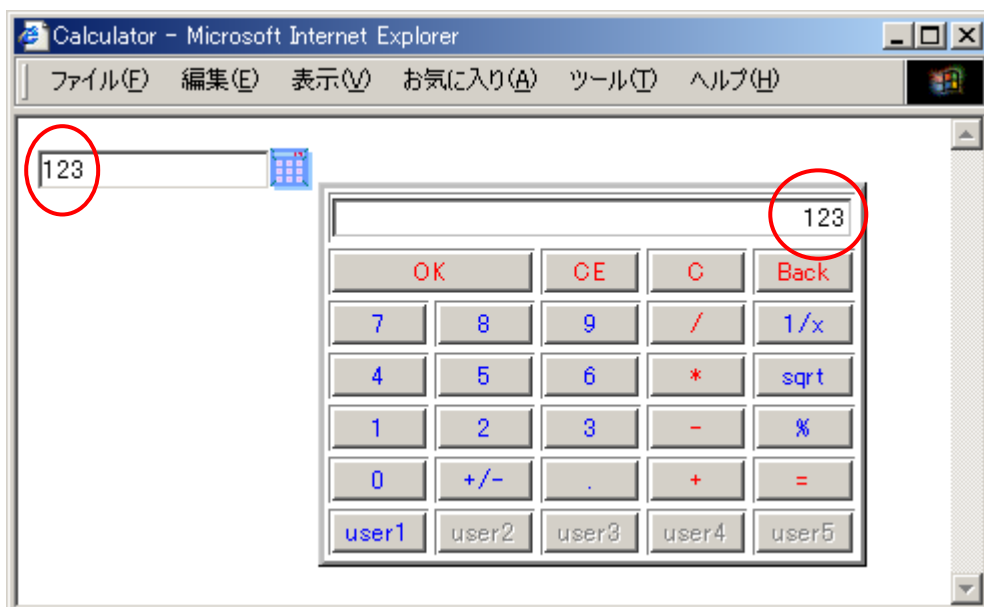 Calculator - Microsoft Internet Explorer
ファイル(F) 編集(E) 表示(V) お気に入り(A) ツール(T) ヘルプ(H)
123
123
OK CE C Back
7 8 9 / 1/x
4 5 6 * sqrt
1 2 3 - %
0 +/- . + =
user1 user2 user3 user4 user5